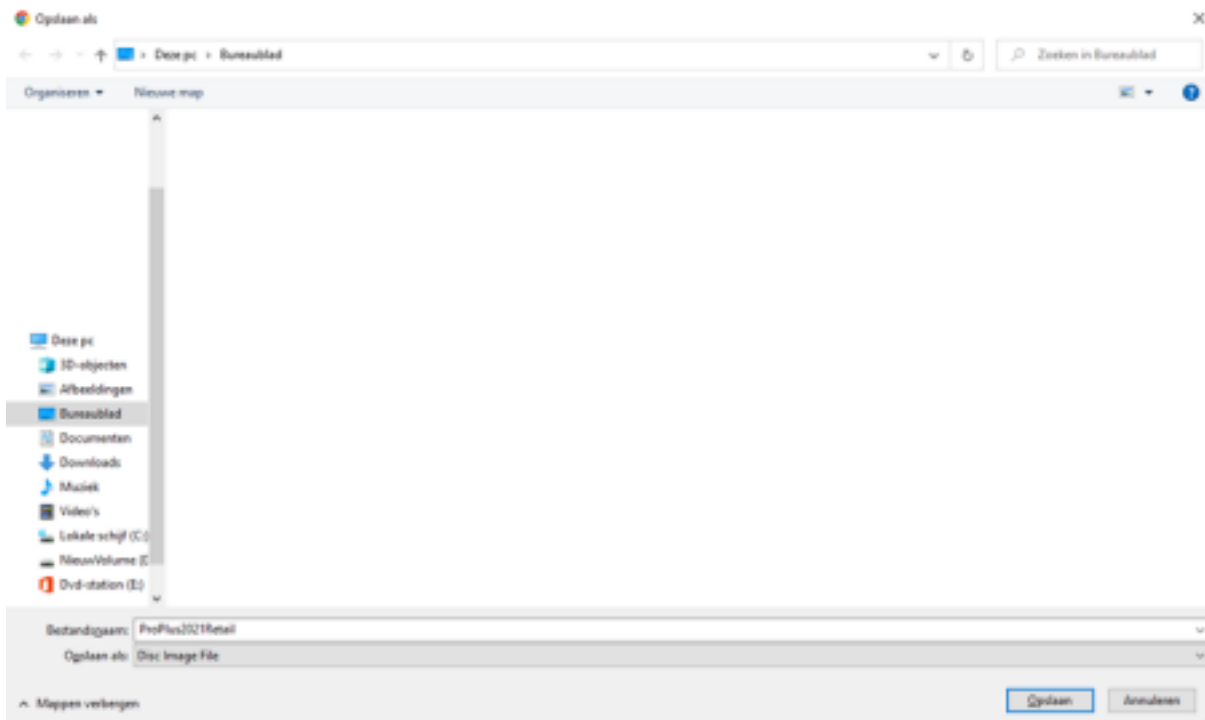 Opslaan als
Deze pc › Bureaublad
Zoeken in Bureaublad
Organiseren
Nieuwe map
Deze pc
3D-objecten
Afbeeldingen
Bureaublad
Documenten
Downloads
Muziek
Video's
Lokale schijf (C:)
NieuwVolume (D
Dvd-station (E:)
Bestandsnaam: ProPlus2021Retail
Opslaan als: Disc Image File
Mappen verbergen
Opslaan
Annuleren